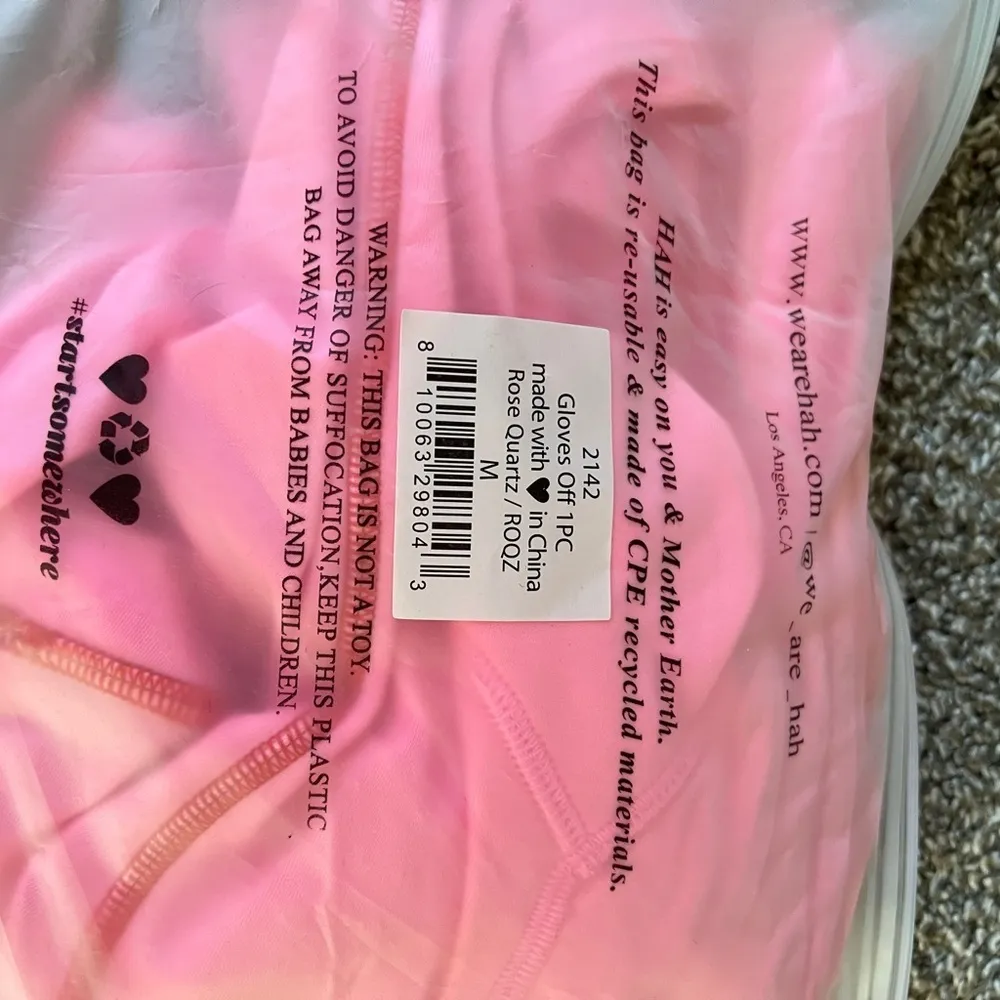 www.wearehah.com | @we_are_hah
Los Angeles, CA
HAH is easy on you & Mother Earth.
This bag is re-usable & made of CPE recycled materials.
2142
Gloves Off 1PC
made with ♥ in China
Rose Quartz / ROQZ
M
8 10063 29804 3
WARNING: THIS BAG IS NOT A TOY.
TO AVOID DANGER OF SUFFOCATION,KEEP THIS PLASTIC
BAG AWAY FROM BABIES AND CHILDREN.
#startsomewhere